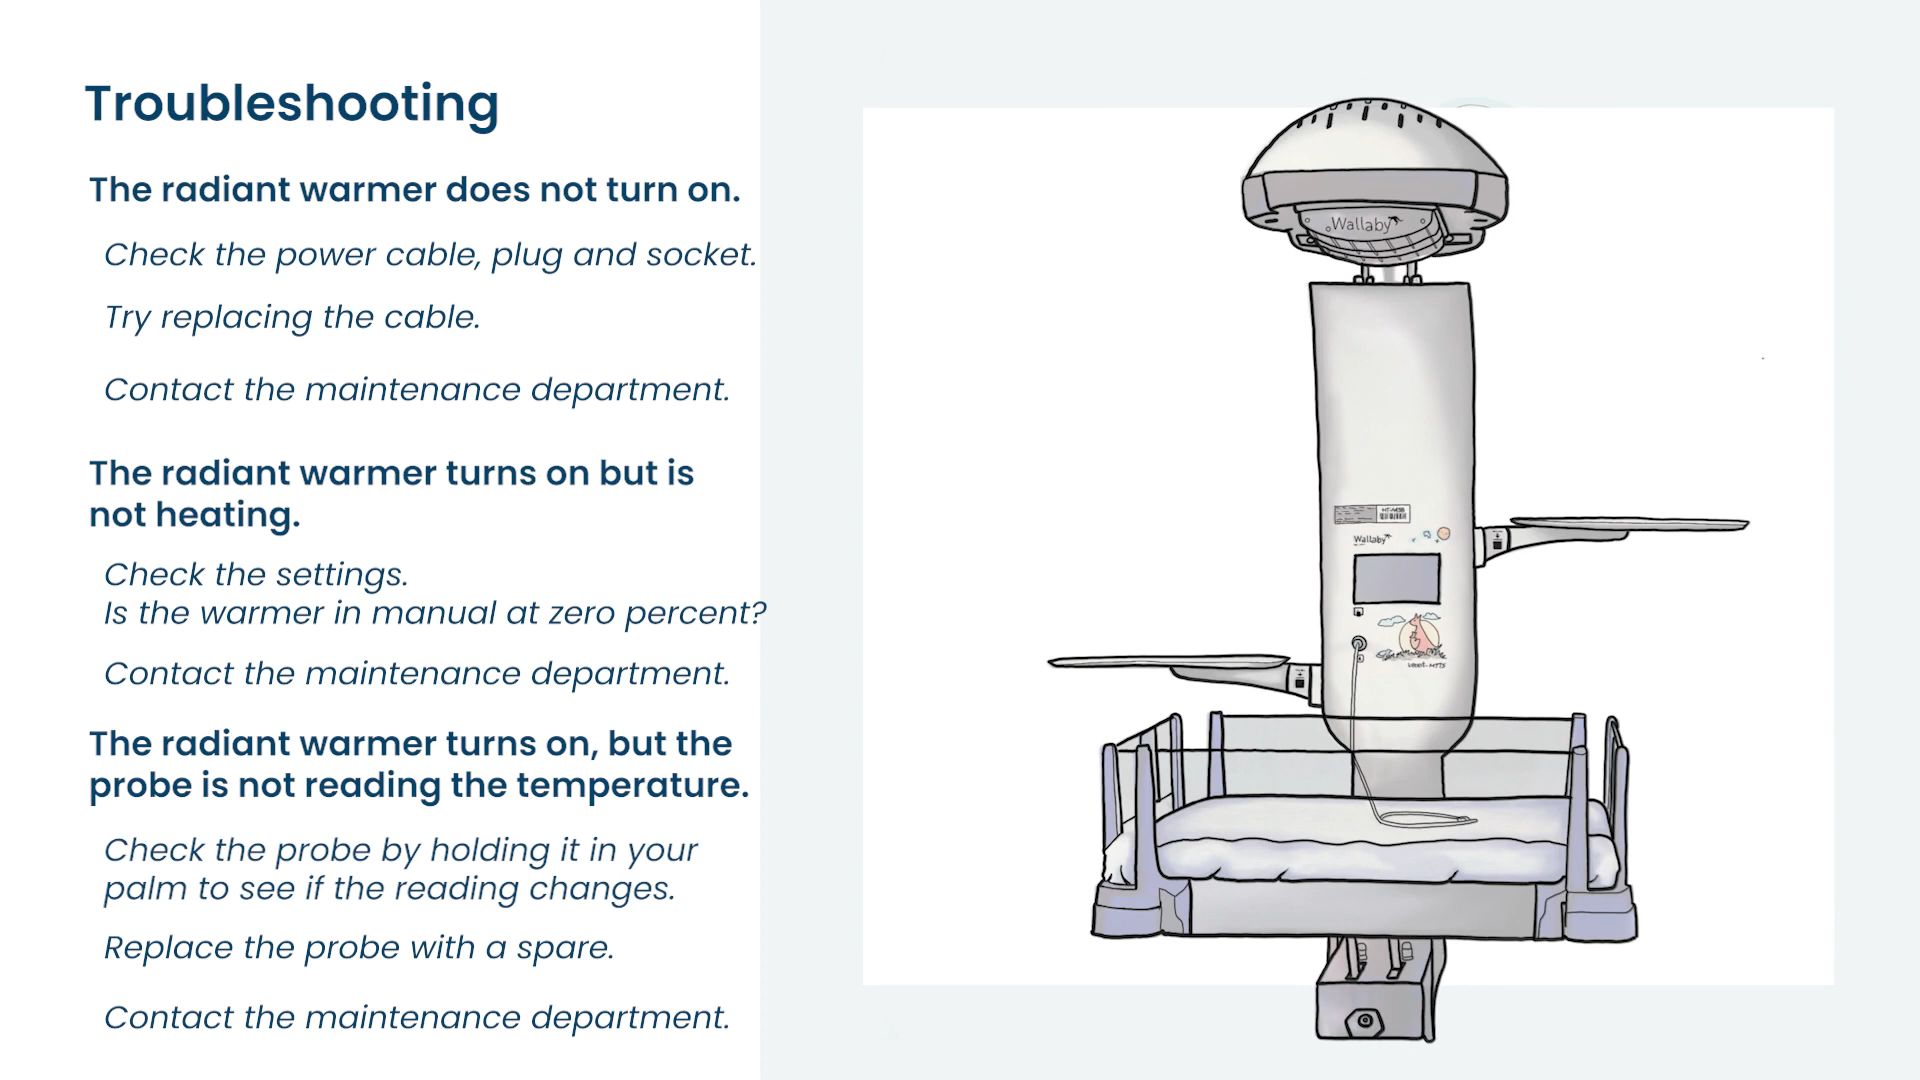 Troubleshooting
The radiant warmer does not turn on.
Check the power cable, plug and socket.
Try replacing the cable.
Contact the maintenance department.
The radiant warmer turns on but is
not heating.
Check the settings.
Is the warmer in manual at zero percent?
Contact the maintenance department.
The radiant warmer turns on, but the
probe is not reading the temperature.
Check the probe by holding it in your
palm to see if the reading changes.
Replace the probe with a spare.
Contact the maintenance department.
Wallaby
Wallaby